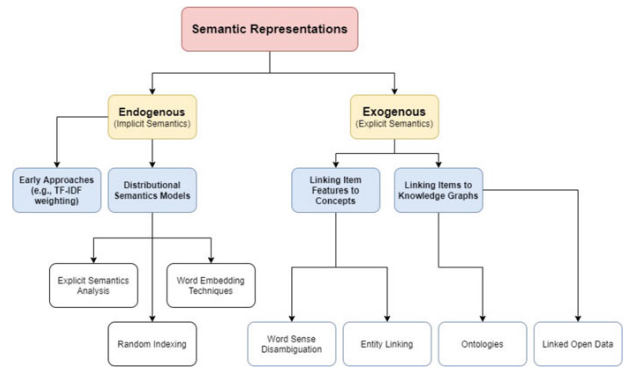 Semantic Representations
Endogenous
(Implicit Semantics)
Exogenous
(Explicit Semantics)
Early Approaches
(e.g., TF-IDF
weighting)
Distributional
Semantics Models
Linking Item
Features to
Concepts
Linking Items to
Knowledge Graphs
Explicit Semantics
Analysis
Word Embedding
Techniques
Random Indexing
Word Sense
Disambiguation
Entity Linking
Ontologies
Linked Open Data